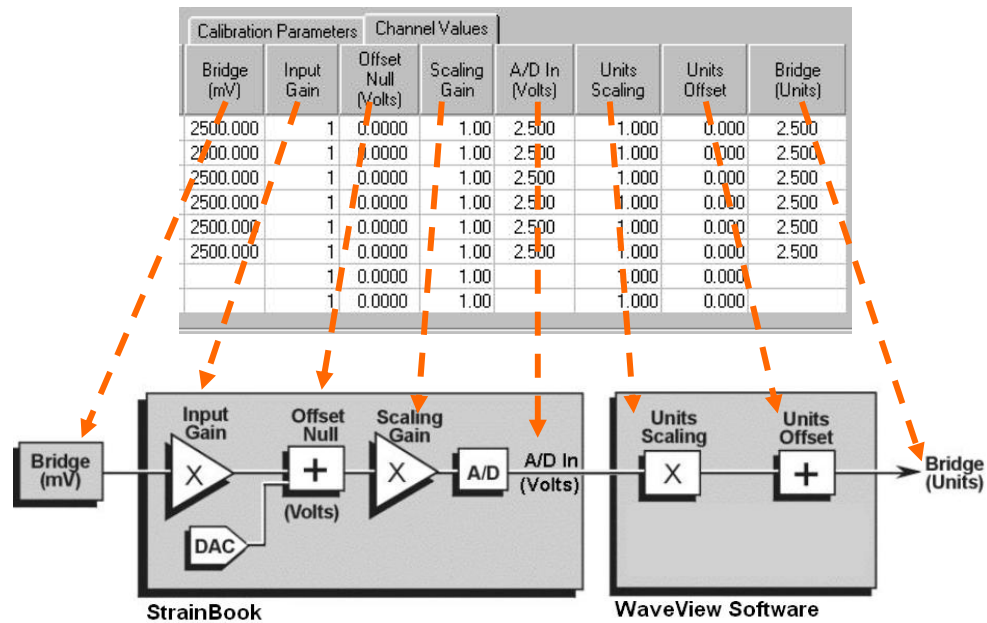 Calibration Parameters Channel Values
Bridge (mV) Input Gain Offset Null (Volts) Scaling Gain A/D In (Volts) Units Scaling Units Offset Bridge (Units)
2500.000 1 0.0000 1.00 2.500 1.000 0.000 2.500
2500.000 1 0.0000 1.00 2.500 1.000 0.000 2.500
2500.000 1 0.0000 1.00 2.500 1.000 0.000 2.500
2500.000 1 0.0000 1.00 2.500 1.000 0.000 2.500
2500.000 1 0.0000 1.00 2.500 1.000 0.000 2.500
2500.000 1 0.0000 1.00 2.500 1.000 0.000 2.500
1 0.0000 1.00 1.000 0.000
1 0.0000 1.00 1.000 0.000
Bridge
(mV)
Input
Gain
X
DAC
Offset
Null
+
(Volts)
Scaling
Gain
X
A/D
A/D In
(Volts)
StrainBook
Units
Scaling
X
Units
Offset
+
WaveView Software
Bridge
(Units)